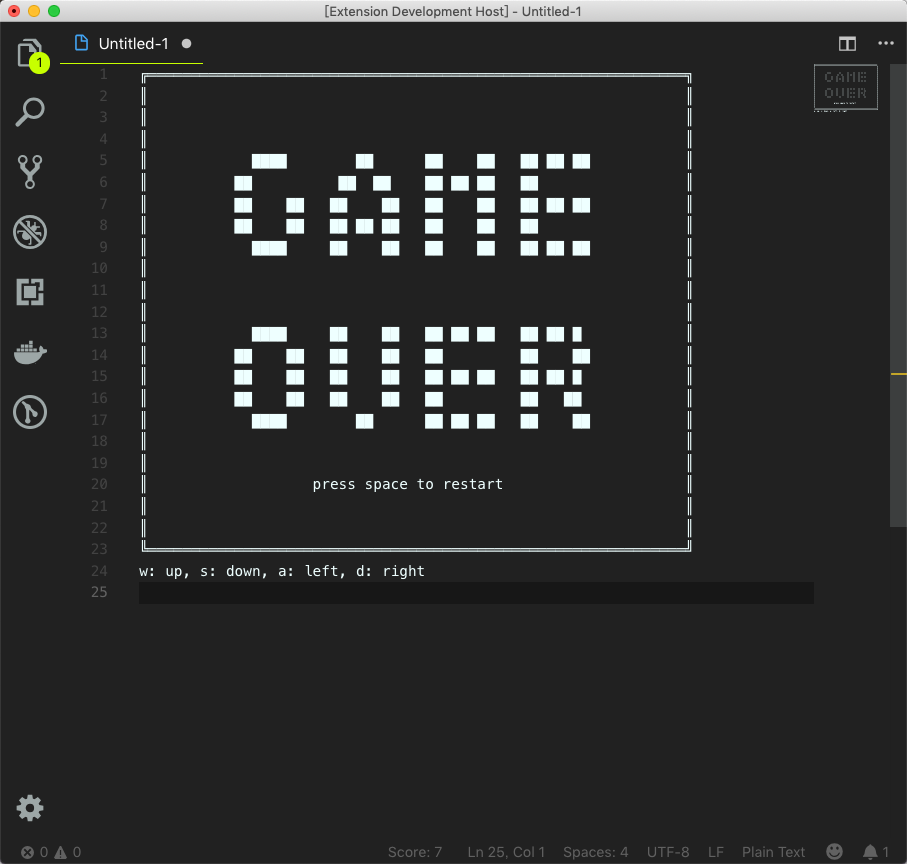 [Extension Development Host] - Untitled-1
1
Untitled-1
1
2
3
4
5
6
7
8
9
10
11
12
13
14
15
16
17
18
19
20
21
22
23
24
25
GAME
OVER
press space to restart
w: up, s: down, a: left, d: right
GAME
OVER
0 0 Score: 7 Ln 25, Col 1 Spaces: 4 UTF-8 LF Plain Text 1